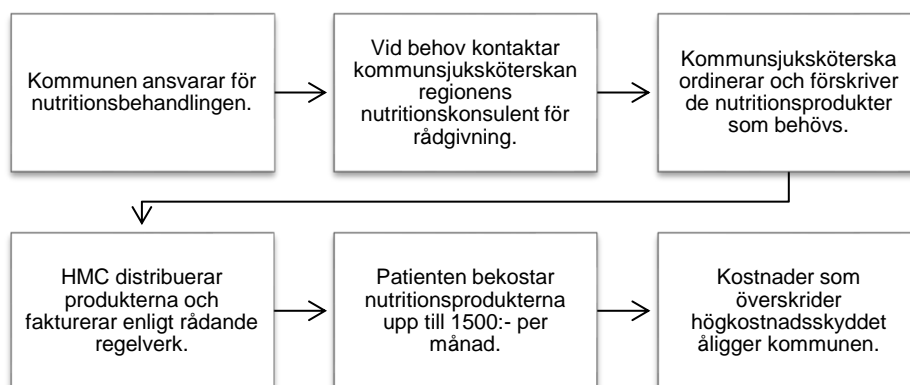 Kommunen ansvarar för
nutritionsbehandlingen.
Vid behov kontaktar
kommunsjuksköterskan
regionens
nutritionskonsulent för
rådgivning.
Kommunsjuksköterska
ordinerar och förskriver
de nutritionsprodukter
som behövs.
HMC distribuerar
produkterna och
fakturerar enligt rådande
regelverk.
Patienten bekostar
nutritionsprodukterna
upp till 1500:- per
månad.
Kostnader som
överskrider
högkostnadsskyddet
åligger kommunen.